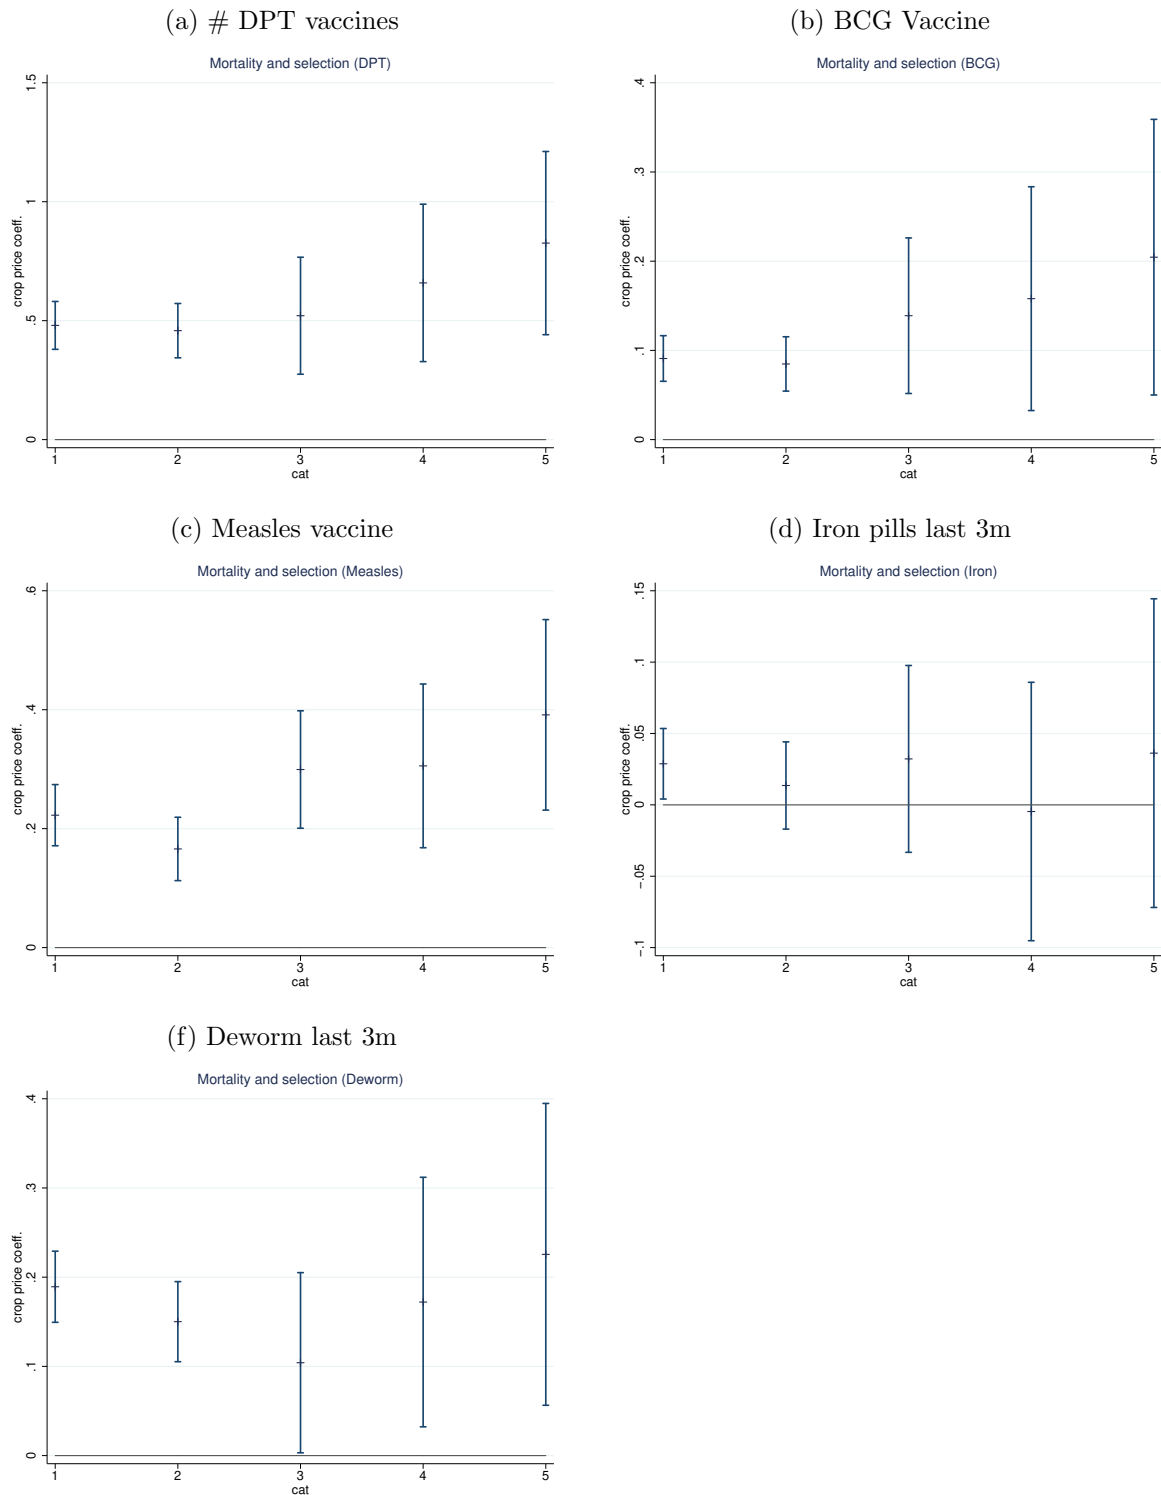 (a) # DPT vaccines
Mortality and selection (DPT)
crop price coeff.
1.5
1
.5
0
1 2 3 4 5
cat
(b) BCG Vaccine
Mortality and selection (BCG)
crop price coeff.
.4
.3
.2
.1
0
1 2 3 4 5
cat
(c) Measles vaccine
Mortality and selection (Measles)
crop price coeff.
.6
.4
.2
0
1 2 3 4 5
cat
(d) Iron pills last 3m
Mortality and selection (Iron)
crop price coeff.
.15
.1
.05
0
−.05
−.1
1 2 3 4 5
cat
(f) Deworm last 3m
Mortality and selection (Deworm)
crop price coeff.
.4
.3
.2
.1
0
1 2 3 4 5
cat